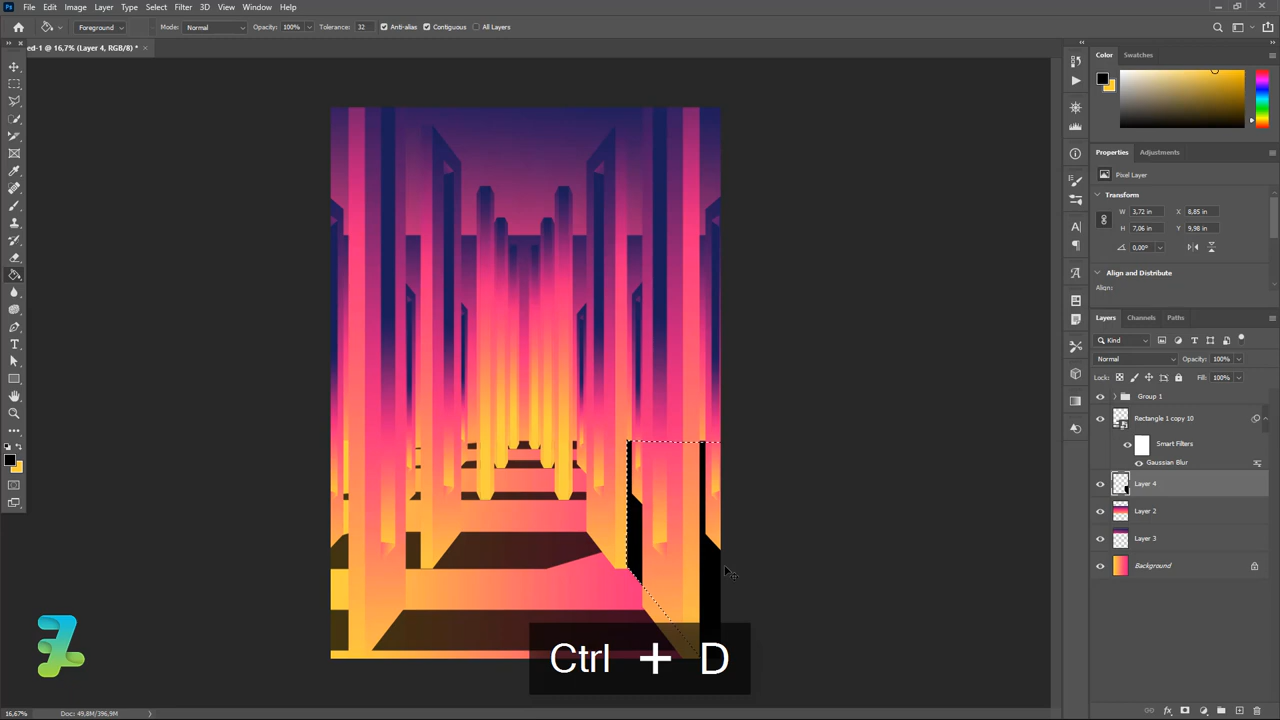 Ps File Edit Image Layer Type Select Filter 3D View Window Help
Foreground Mode: Normal Opacity: 100% Tolerance: 32 Anti-alias Contiguous All Layers
ed-1 @ 16,7% (Layer 4, RGB/8) * ×
Color Swatches
Properties Adjustments
Pixel Layer
Transform
W 3,72 in X 8,85 in
H 7,06 in Y 9,98 in
0,00°
Align and Distribute
Align:
Layers Channels Paths
Kind
Normal Opacity: 100%
Lock: Fill: 100%
Group 1
Rectangle 1 copy 10
Smart Filters
Gaussian Blur
Layer 4
Layer 2
Layer 3
Background
Ctrl + D
16,67% Doc: 49,8M/396,9M